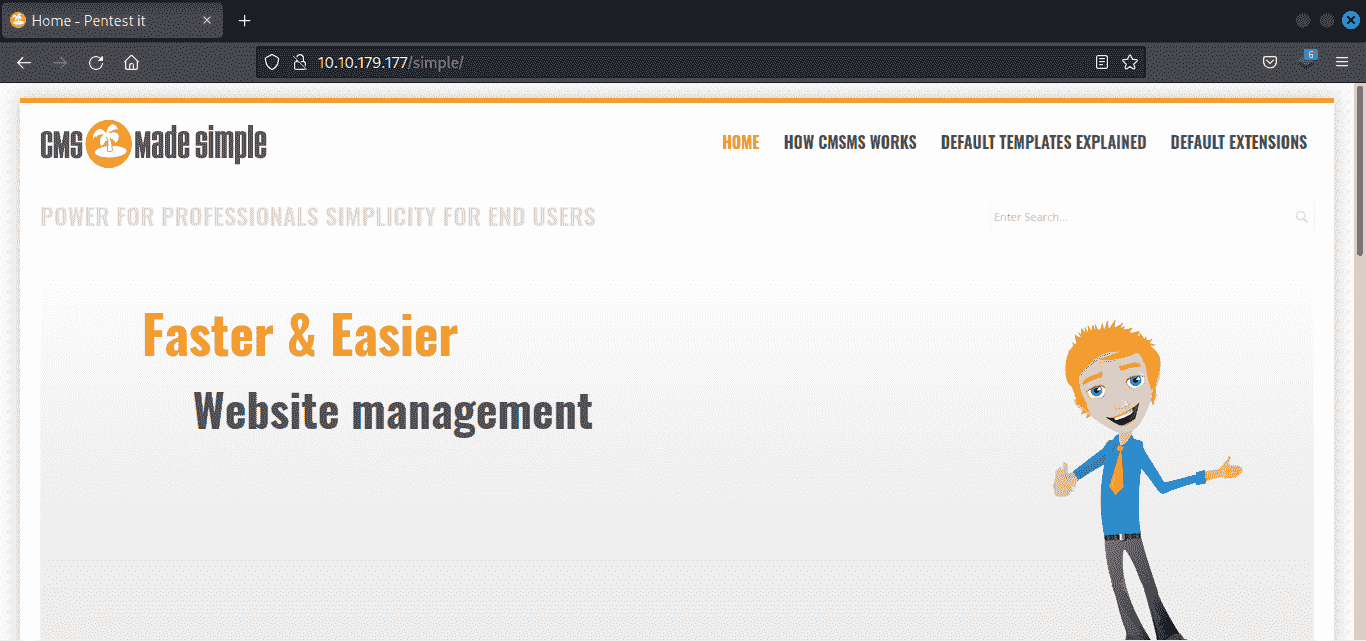 Home - Pentest it
10.10.179.177/simple/
6
CMS made simple
HOME HOW CMSMS WORKS DEFAULT TEMPLATES EXPLAINED DEFAULT EXTENSIONS
POWER FOR PROFESSIONALS SIMPLICITY FOR END USERS
Enter Search...
Faster & Easier
Website management